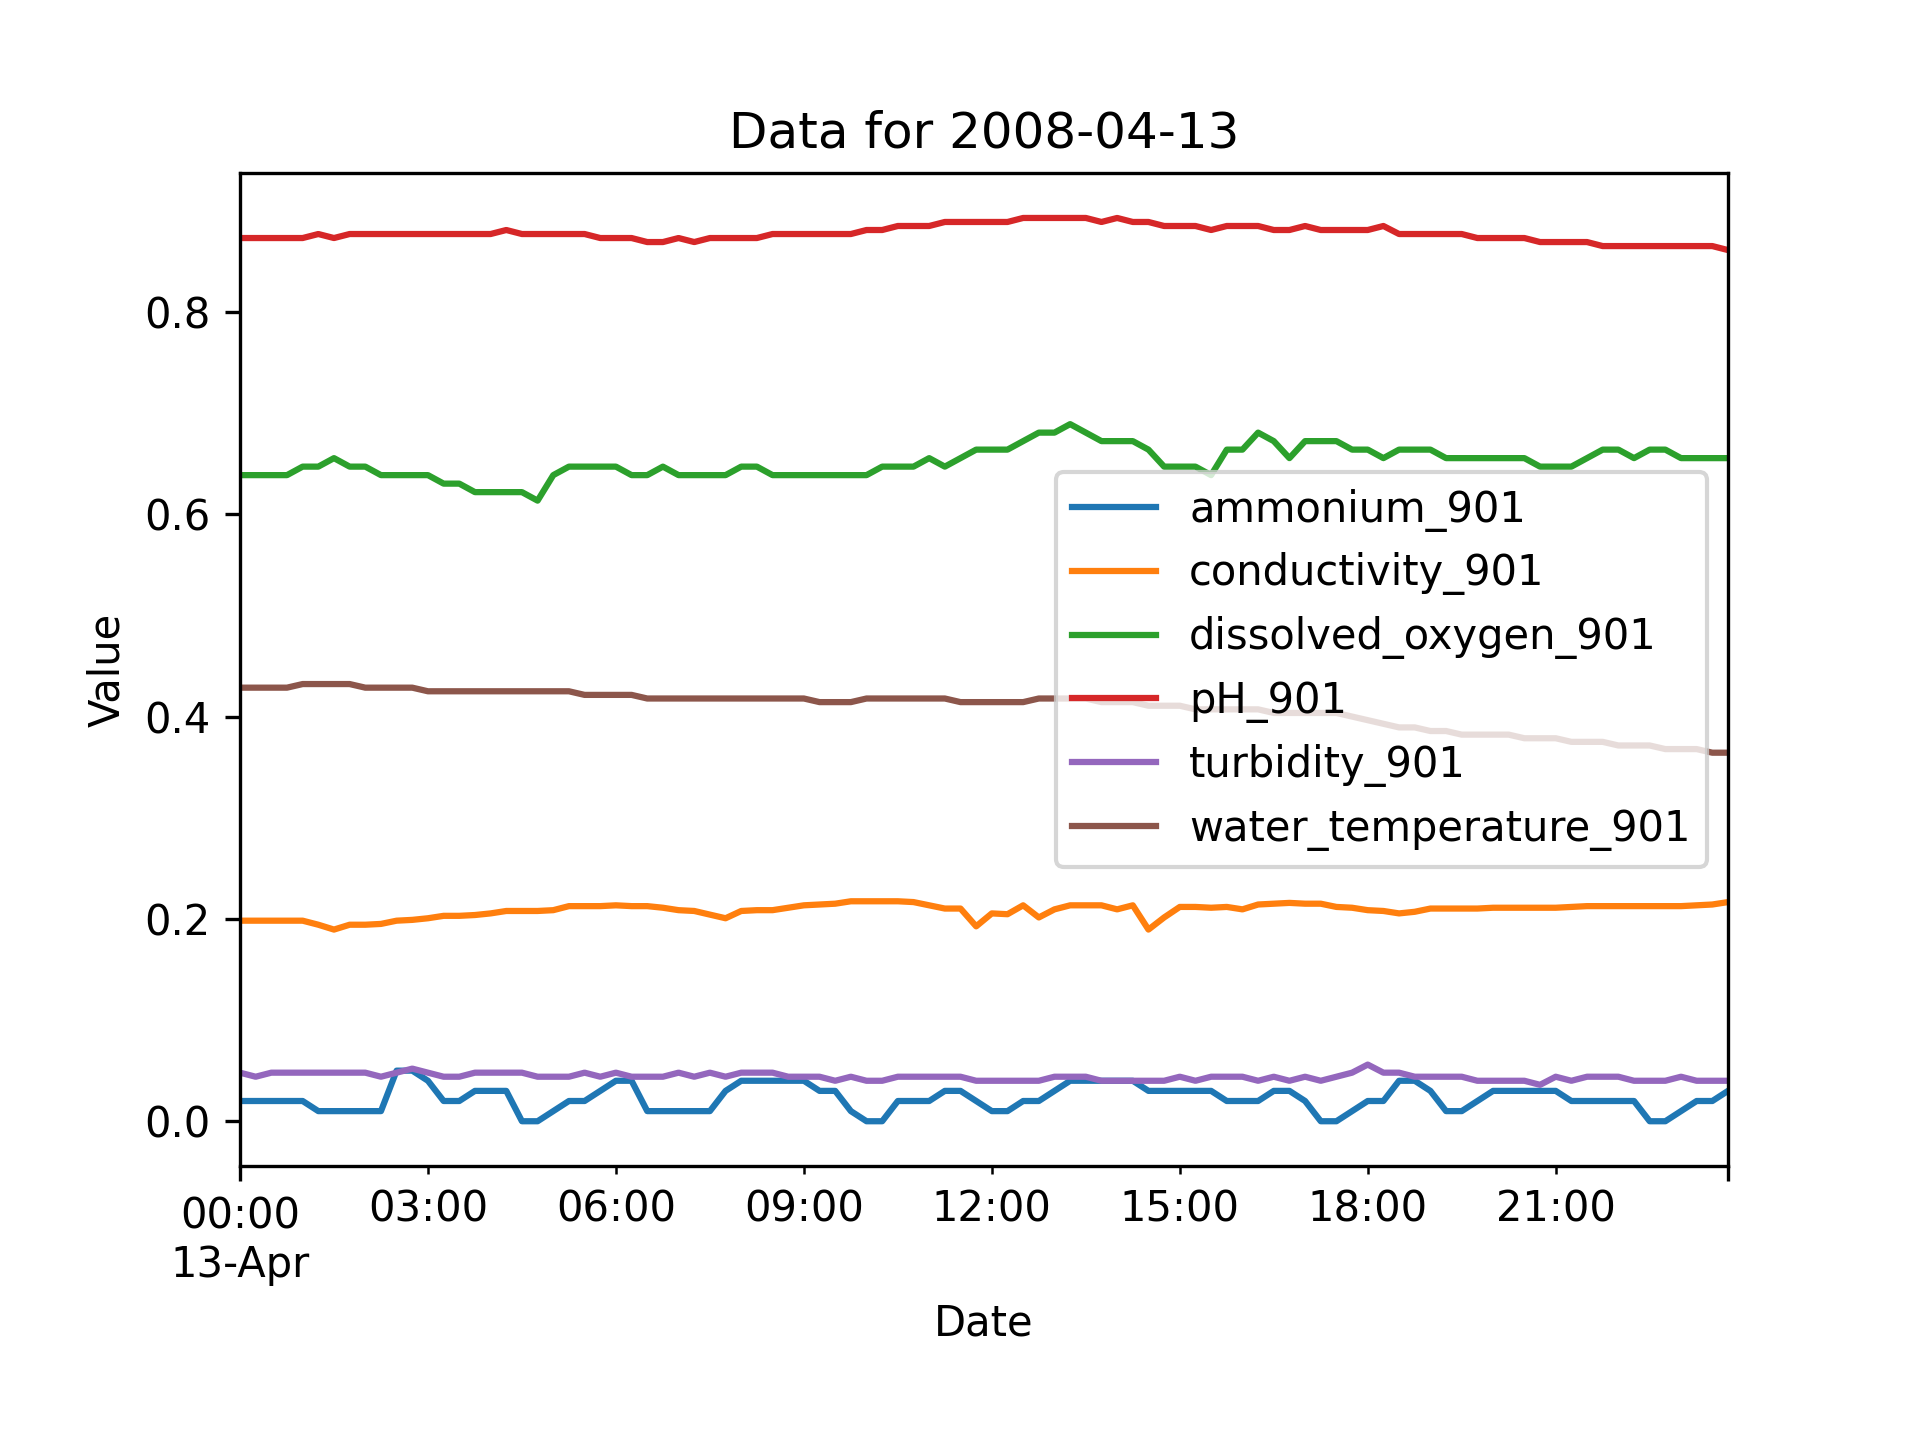 Data for 2008-04-13
Value
0.8
0.6
0.4
0.2
0.0
ammonium_901
conductivity_901
dissolved_oxygen_901
pH_901
turbidity_901
water_temperature_901
00:00 03:00 06:00 09:00 12:00 15:00 18:00 21:00
13-Apr
Date